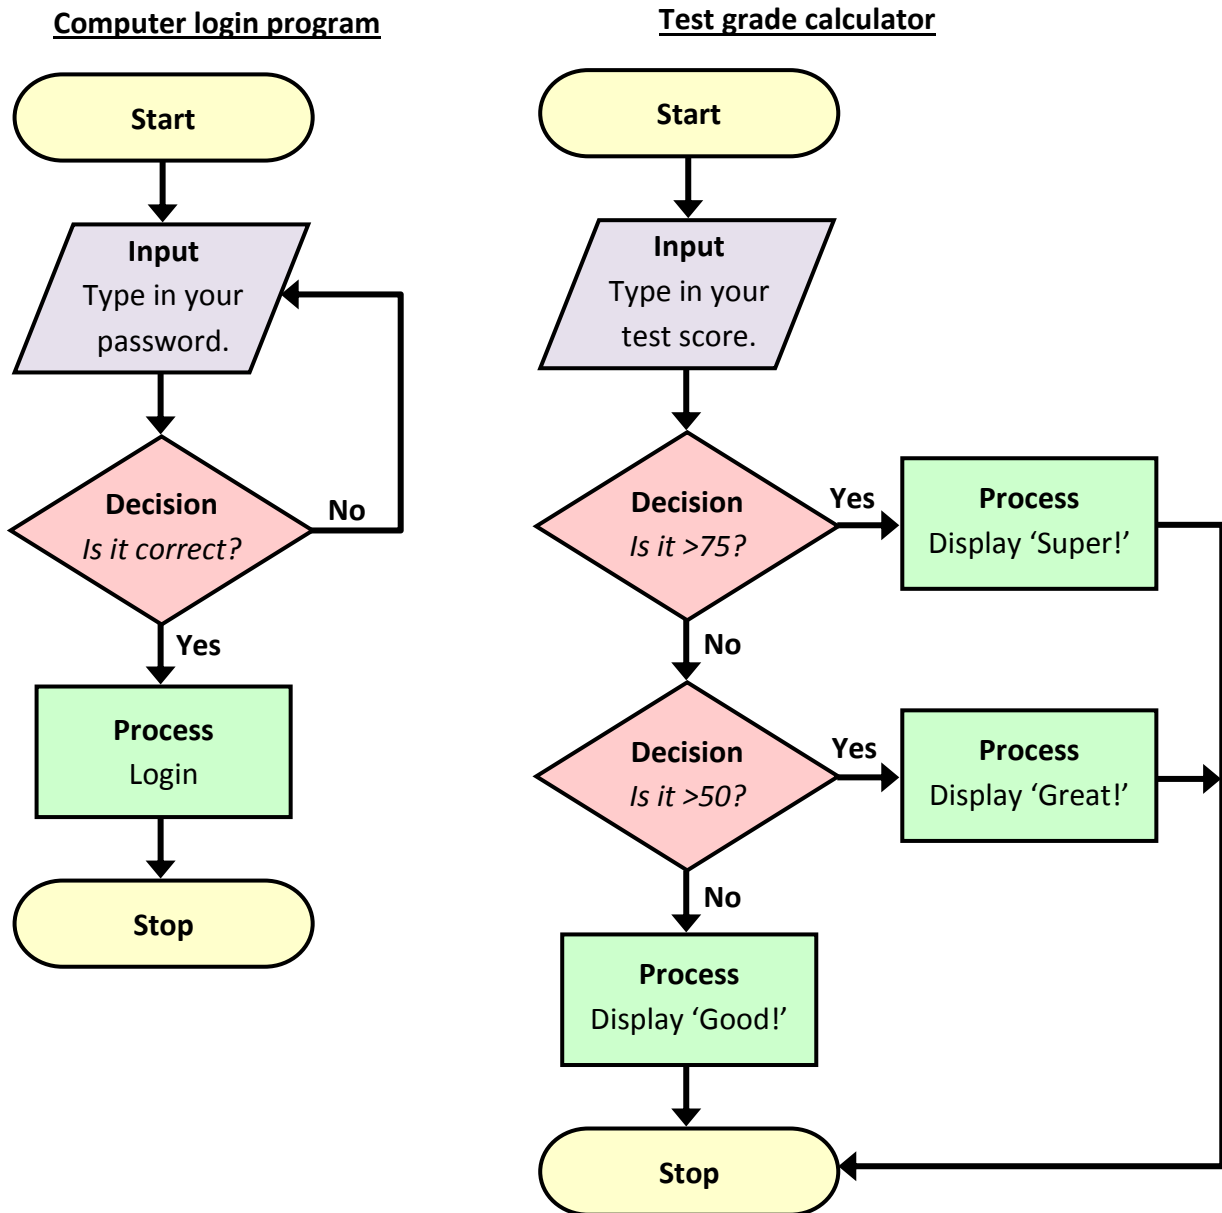 Computer login program
Start
Input
Type in your
password.
Decision
Is it correct?
No
Yes
Process
Login
Stop
Test grade calculator
Start
Input
Type in your
test score.
Decision
Is it >75?
Yes
Process
Display ‘Super!’
No
Decision
Is it >50?
Yes
Process
Display ‘Great!’
No
Process
Display ‘Good!’
Stop